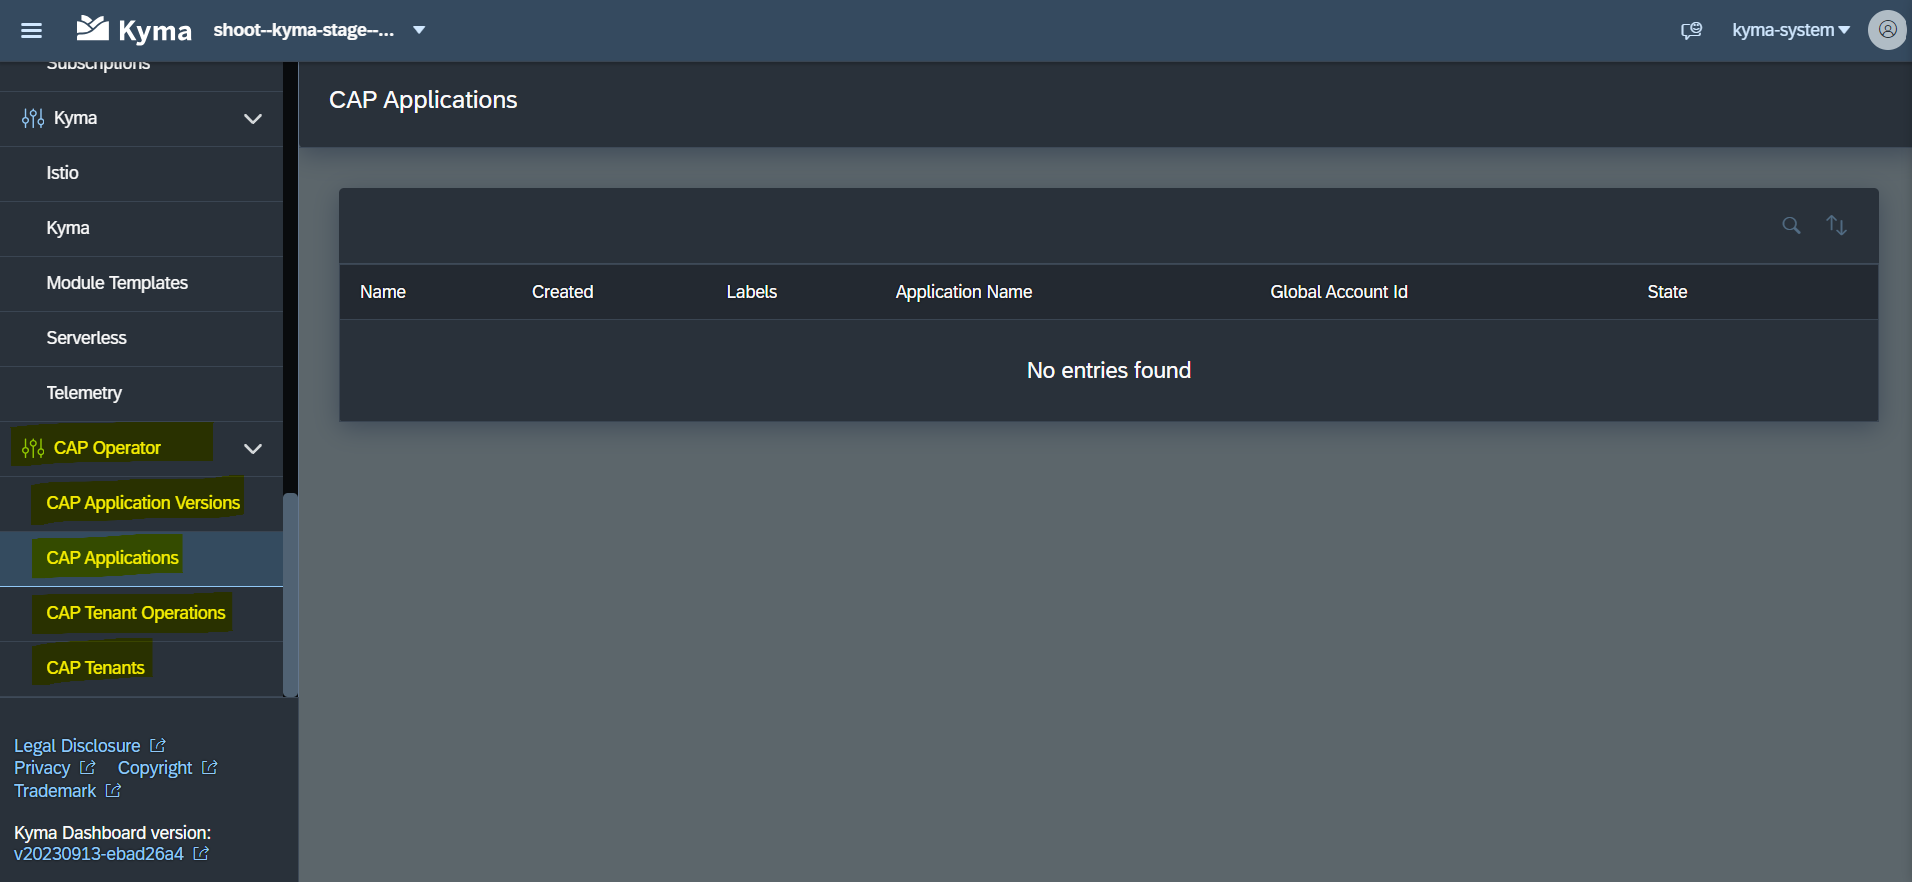 Kyma shoot--kyma-stage--... kyma-system
Subscriptions
Kyma
Istio
Kyma
Module Templates
Serverless
Telemetry
CAP Operator
CAP Application Versions
CAP Applications
CAP Tenant Operations
CAP Tenants
Legal Disclosure
Privacy Copyright
Trademark
Kyma Dashboard version:
v20230913-ebad26a4
CAP Applications
Name Created Labels Application Name Global Account Id State
No entries found